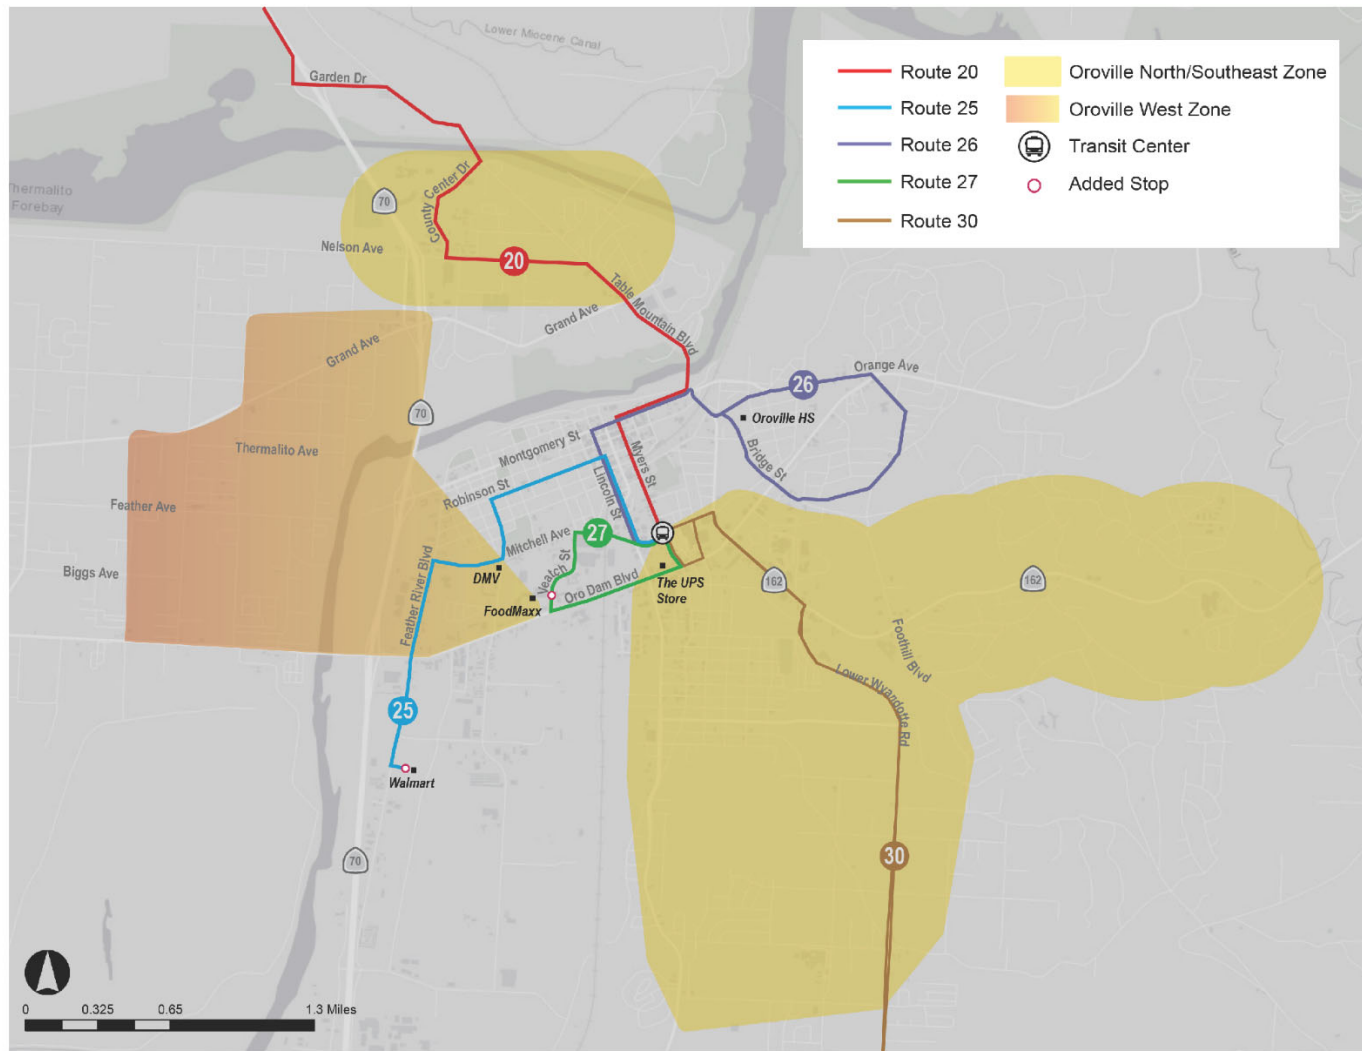 Lower Miocene Canal
Garden Dr
Thermalito
Forebay
70
County Center Dr
Nelson Ave
20
Table Mountain Blvd
Grand Ave
Grand Ave
70
Thermalito Ave
Montgomery St
Myers St
Robinson St
Lincoln St
Feather Ave
Mitchell Ave
27
Biggs Ave
DMV
Veatch St
Oro Dam Blvd
FoodMaxx
Feather River Blvd
The UPS
Store
26
Orange Ave
Oroville HS
Bridge St
162
162
Foothill Blvd
Lower Wyandotte Rd
25
Walmart
70
30
Route 20
Route 25
Route 26
Route 27
Route 30
Oroville North/Southeast Zone
Oroville West Zone
Transit Center
Added Stop
0 0.325 0.65 1.3 Miles